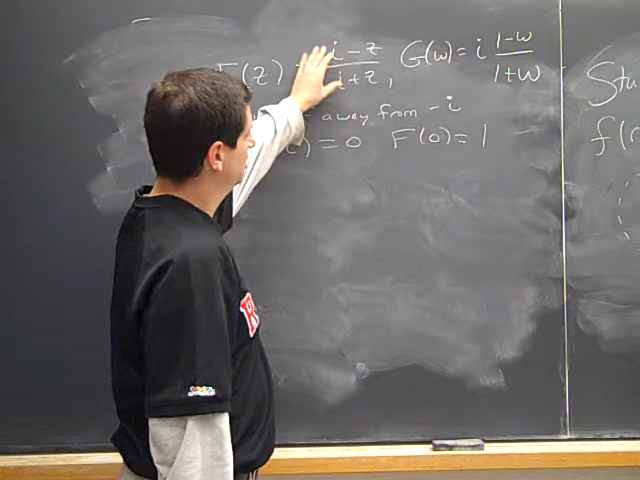 F(z) = i-z/i+z, G(w) = i 1-w/1+w
away from -i
) = 0 F(0) = 1
Stu
f(
R